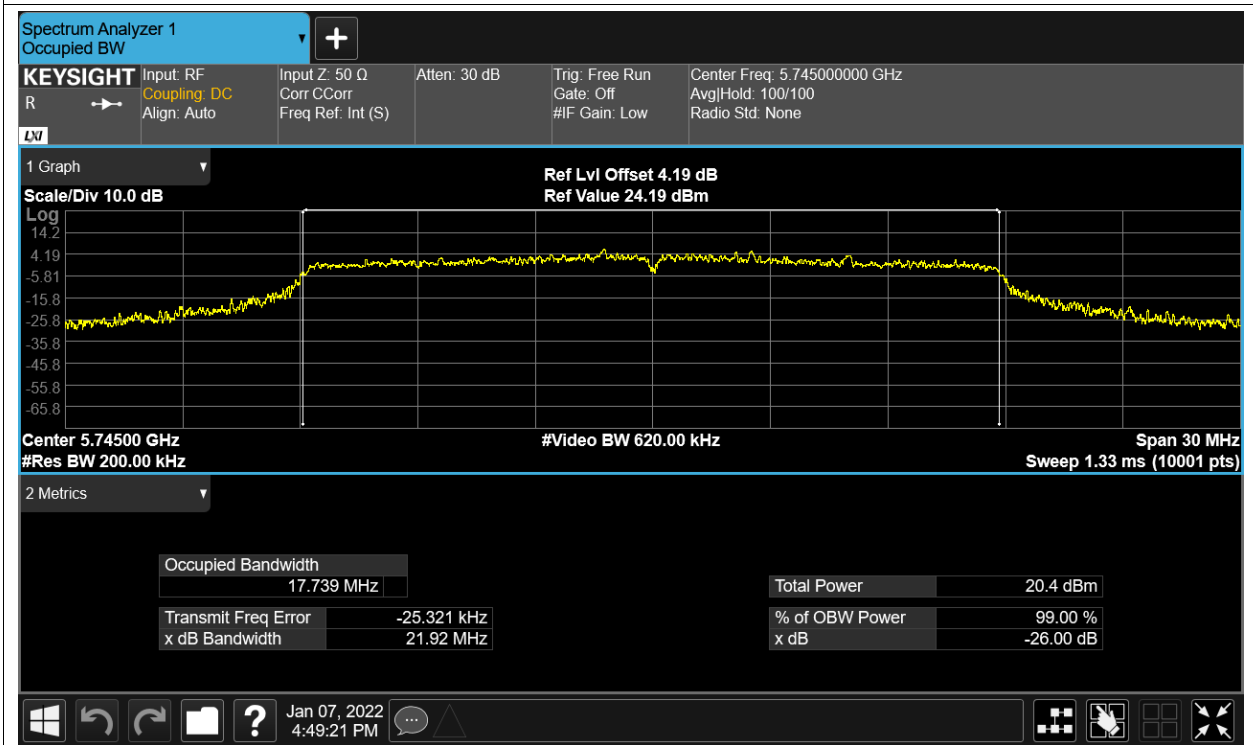 Spectrum Analyzer 1
Occupied BW
KEYSIGHT
R
LXI
Input: RF
Coupling: DC
Align: Auto
Input Z: 50 Ω
Corr CCorr
Freq Ref: Int (S)
Atten: 30 dB
Trig: Free Run
Gate: Off
#IF Gain: Low
Center Freq: 5.745000000 GHz
Avg|Hold: 100/100
Radio Std: None
1 Graph
Scale/Div 10.0 dB
Ref Lvl Offset 4.19 dB
Ref Value 24.19 dBm
Log
14.2
4.19
-5.81
-15.8
-25.8
-35.8
-45.8
-55.8
-65.8
Center 5.74500 GHz
#Video BW 620.00 kHz
Span 30 MHz
#Res BW 200.00 kHz
Sweep 1.33 ms (10001 pts)
2 Metrics
Occupied Bandwidth
17.739 MHz
Total Power 20.4 dBm
Transmit Freq Error -25.321 kHz
% of OBW Power 99.00 %
x dB Bandwidth 21.92 MHz
x dB -26.00 dB
?
Jan 07, 2022
4:49:21 PM